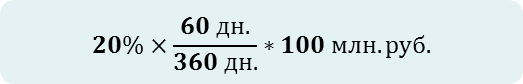 20% × 60 дн. / 360 дн. * 100 млн. руб.